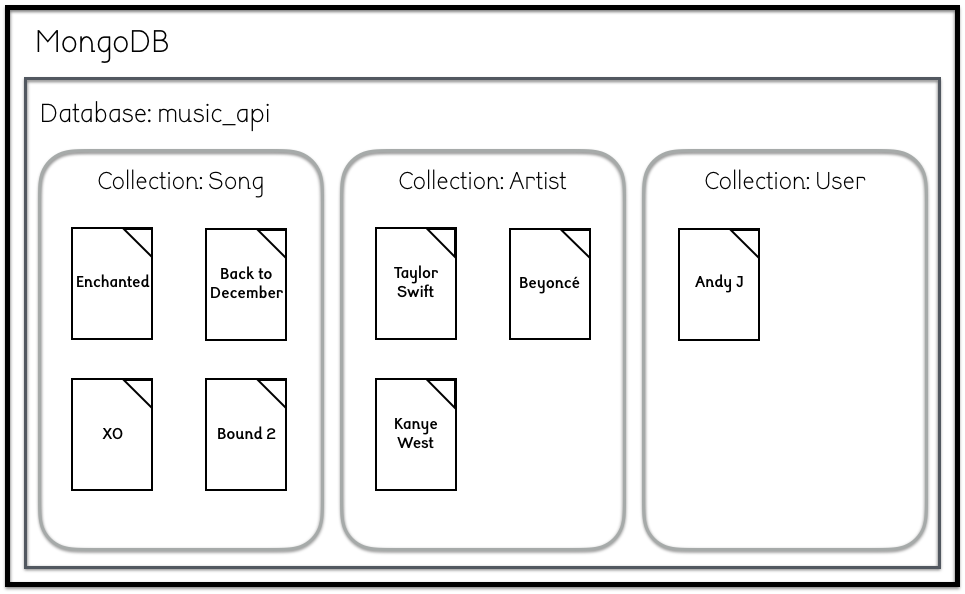 MongoDB
Database: music_api
Collection: Song
Enchanted
Back to
December
XO
Bound 2
Collection: Artist
Taylor
Swift
Beyoncé
Kanye
West
Collection: User
Andy J